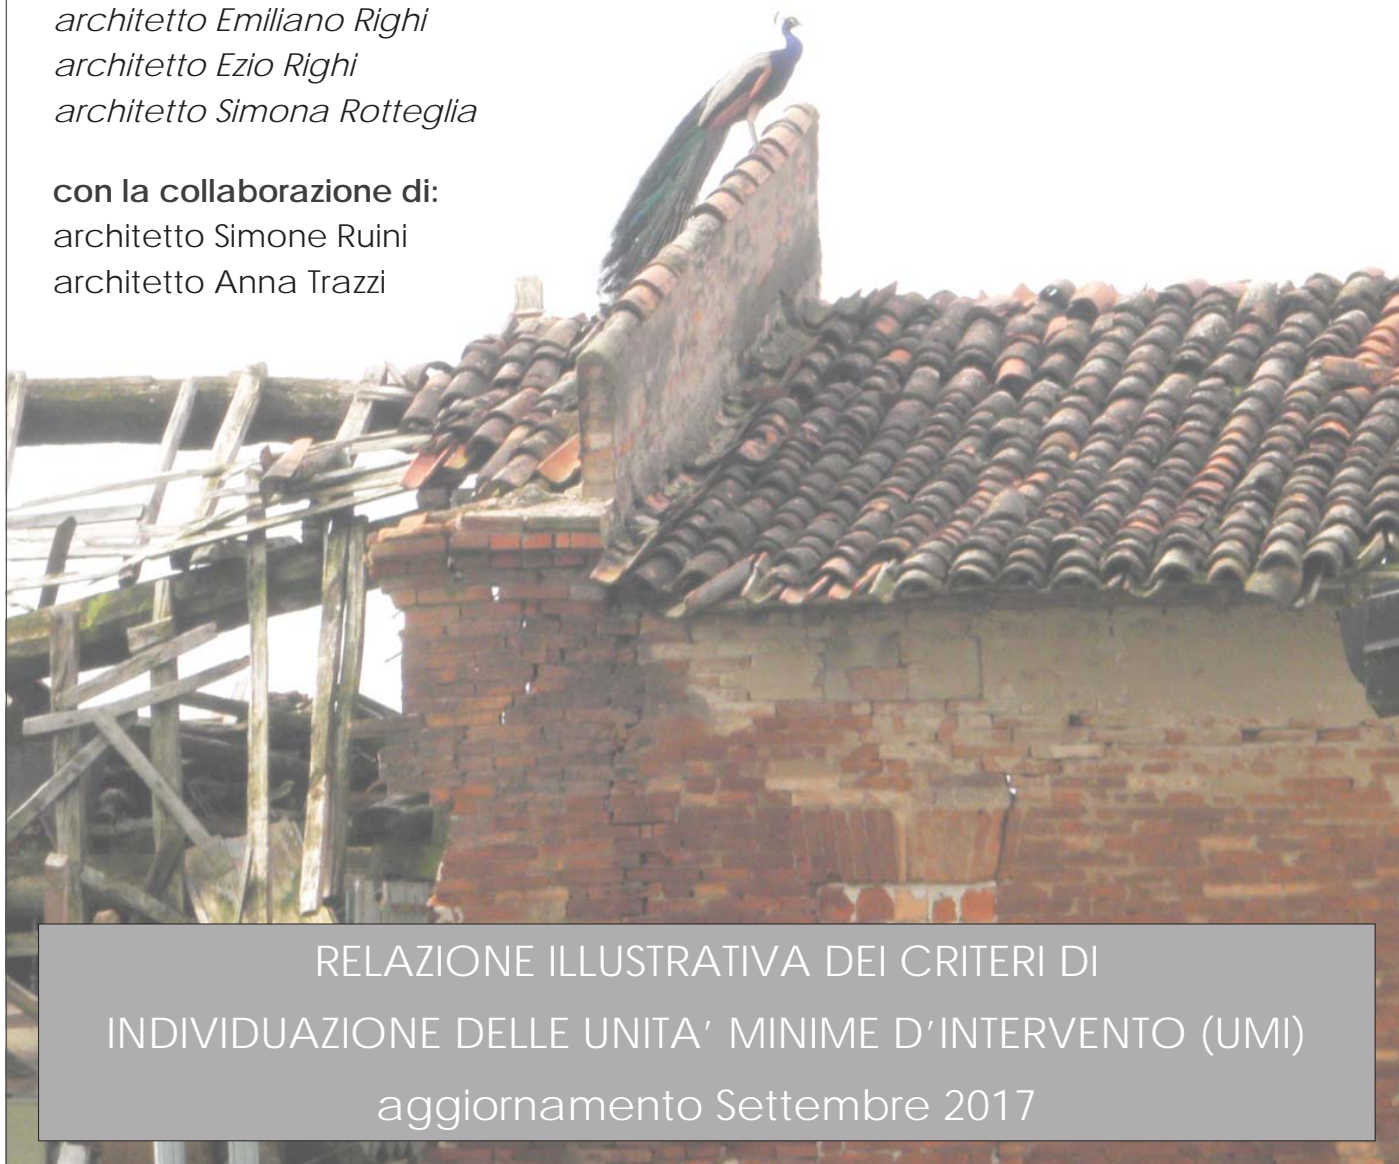 architetto Emiliano Righi
architetto Ezio Righi
architetto Simona Rotteglia
con la collaborazione di:
architetto Simone Ruini
architetto Anna Trazzi
RELAZIONE ILLUSTRATIVA DEI CRITERI DI
INDIVIDUAZIONE DELLE UNITA’ MINIME D’INTERVENTO (UMI)
aggiornamento Settembre 2017